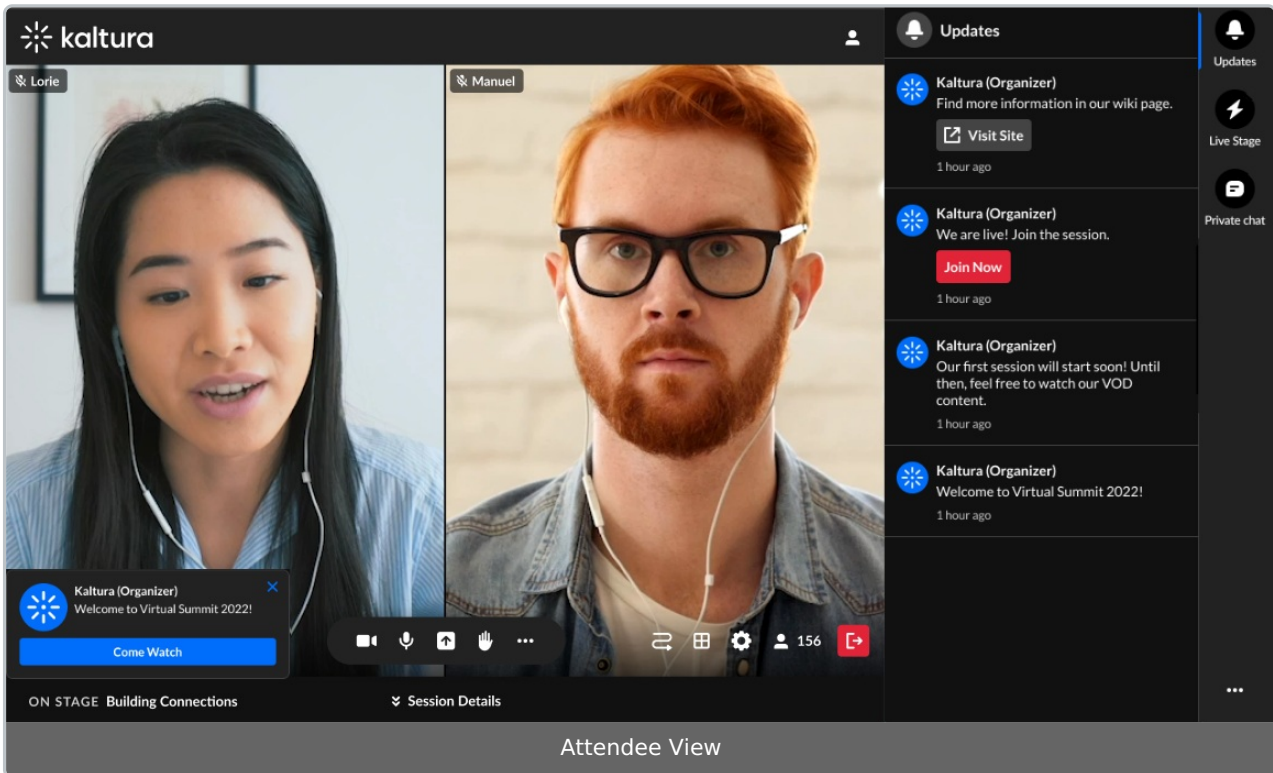 kaltura
Lorie
Manuel
Kaltura (Organizer)
Welcome to Virtual Summit 2022!
Come Watch
156
ON STAGE Building Connections
Session Details
Updates
Kaltura (Organizer)
Find more information in our wiki page.
Visit Site
1 hour ago
Kaltura (Organizer)
We are live! Join the session.
Join Now
1 hour ago
Kaltura (Organizer)
Our first session will start soon! Until
then, feel free to watch our VOD
content.
1 hour ago
Kaltura (Organizer)
Welcome to Virtual Summit 2022!
1 hour ago
Updates
Live Stage
Private chat
Attendee View